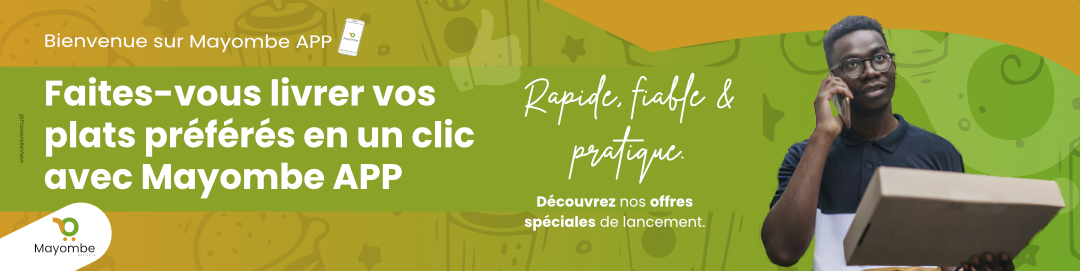 Bienvenue sur Mayombe APP
Faites-vous livrer vos
plats préférés en un clic
avec Mayombe APP
Rapide, fiable &
pratique.
Découvrez nos offres
spéciales de lancement.
Mayombe